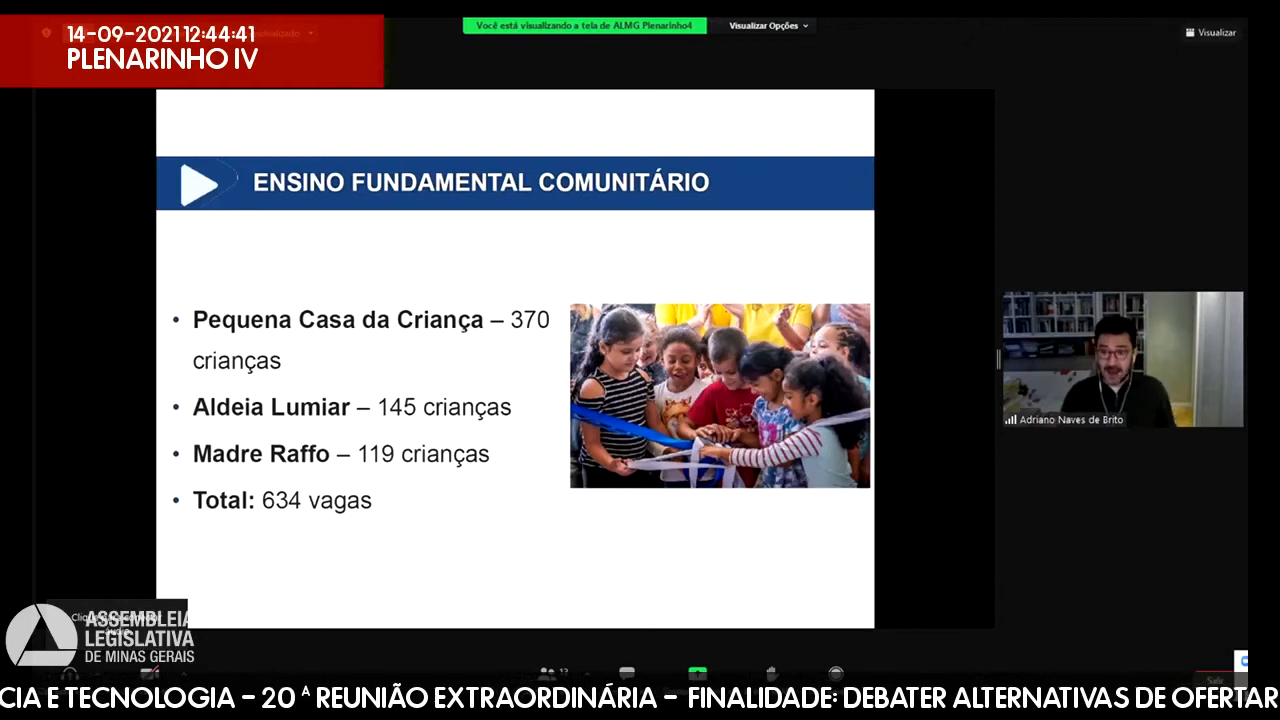 14-09-2021 12:44:41
PLENARINHO IV
Você está visualizando a tela de ALMG Plenarinho4
Visualizar Opções
Visualizar
ENSINO FUNDAMENTAL COMUNITÁRIO
• Pequena Casa da Criança – 370
crianças
• Aldeia Lumiar – 145 crianças
• Madre Raffo – 119 crianças
• Total: 634 vagas
Adriano Naves de Brito
ASSEMBLEIA
LEGISLATIVA
DE MINAS GERAIS
13
Sair
CIA E TECNOLOGIA – 20ª REUNIÃO EXTRAORDINÁRIA – FINALIDADE: DEBATER ALTERNATIVAS DE OFERTAR